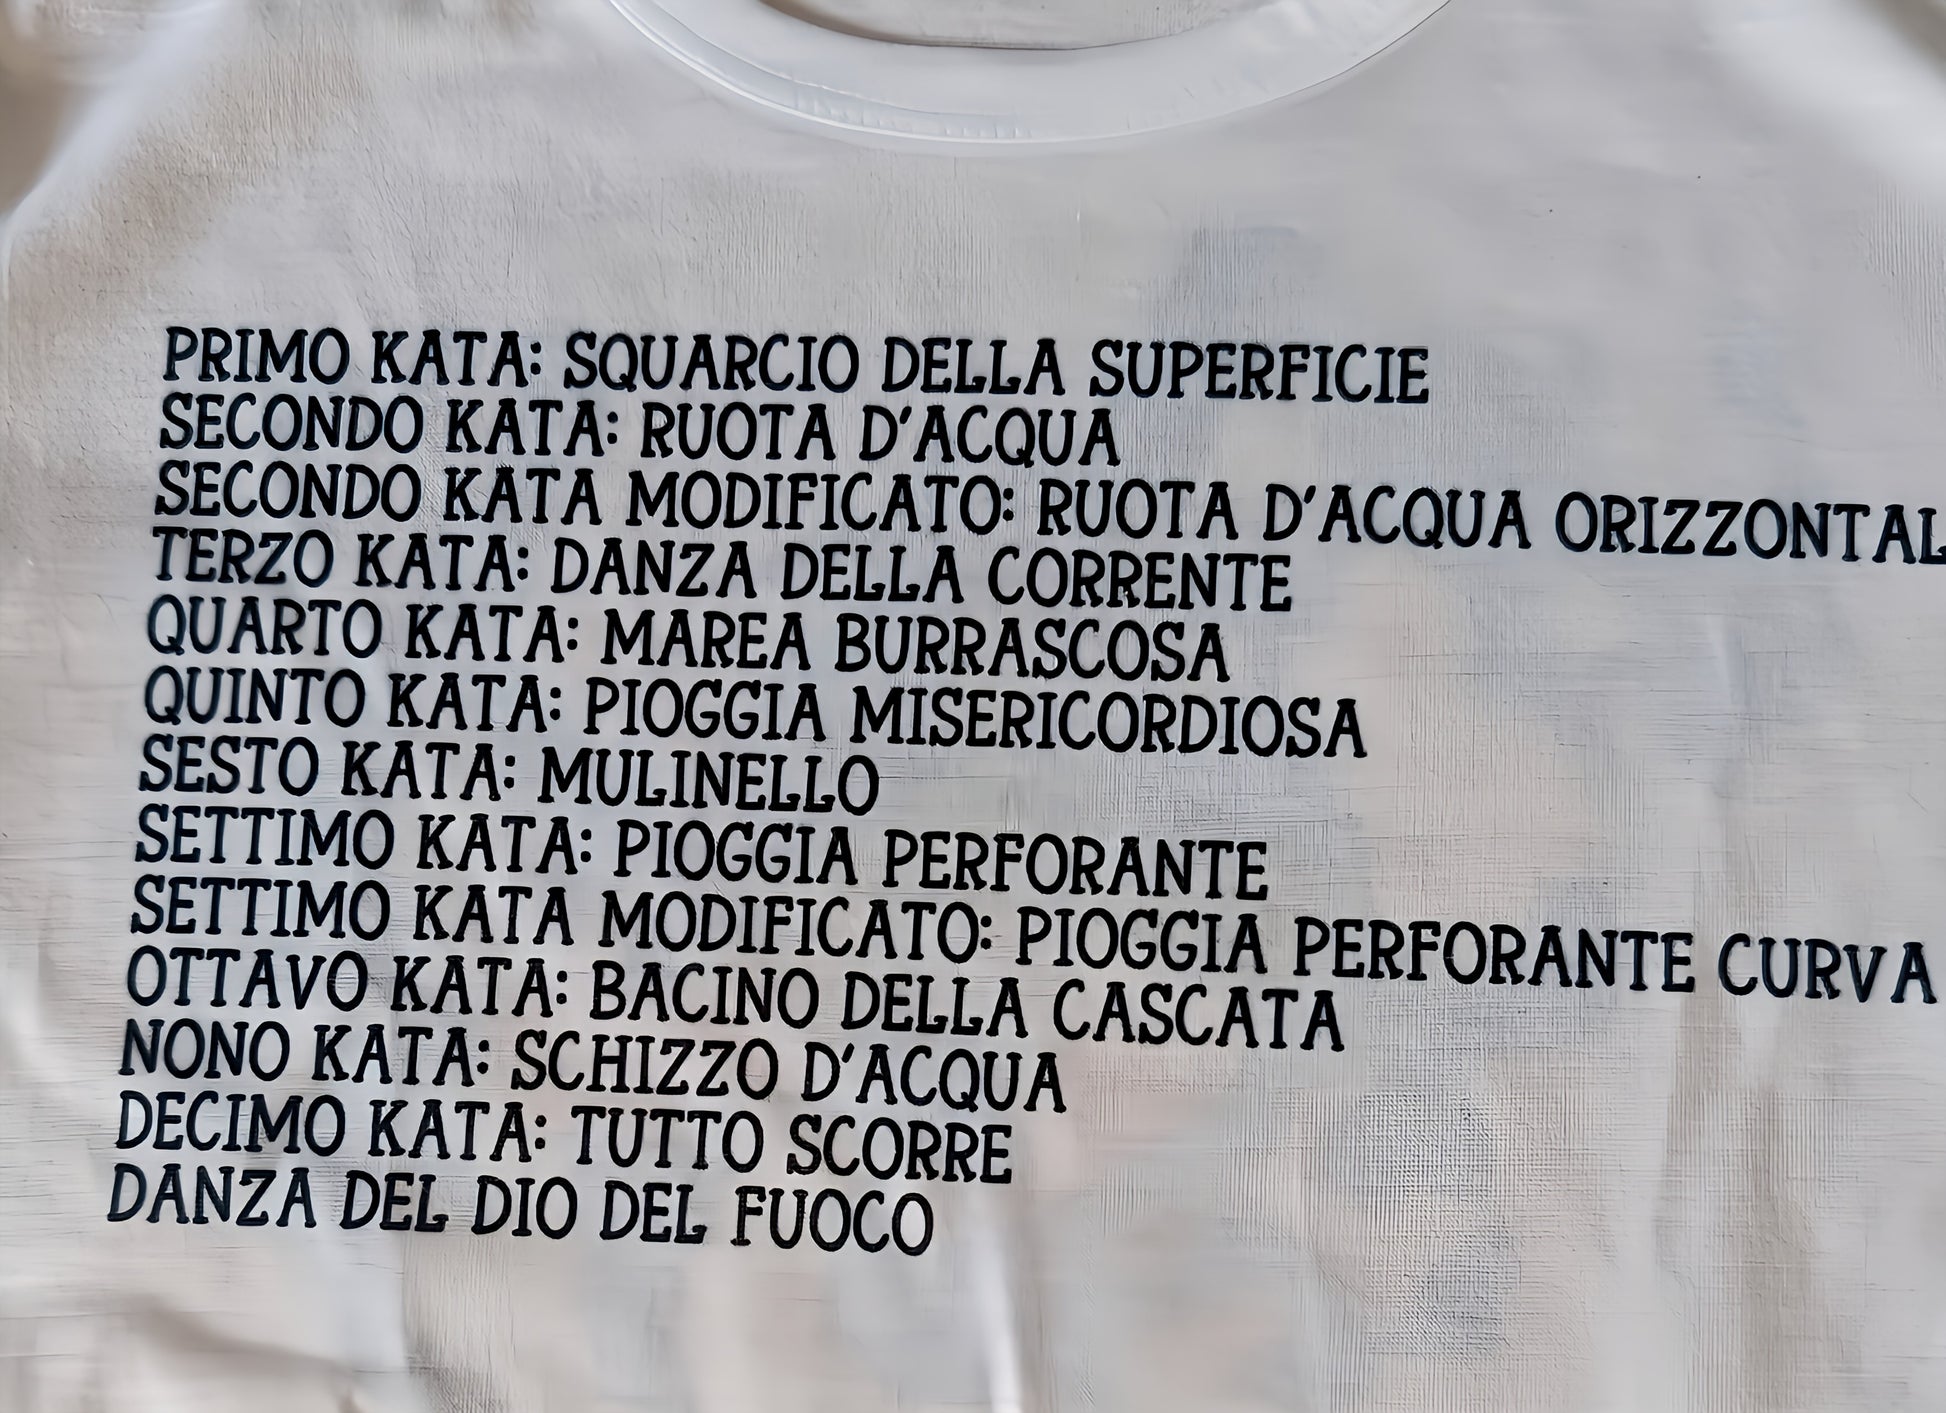 PRIMO KATA: SQUARCIO DELLA SUPERFICIE
SECONDO KATA: RUOTA D'ACQUA
SECONDO KATA MODIFICATO: RUOTA D'ACQUA ORIZZONTAL
TERZO KATA: DANZA DELLA CORRENTE
QUARTO KATA: MAREA BURRASCOSA
QUINTO KATA: PIOGGIA MISERICORDIOSA
SESTO KATA: MULINELLO
SETTIMO KATA: PIOGGIA PERFORANTE
SETTIMO KATA MODIFICATO: PIOGGIA PERFORANTE CURVA
OTTAVO KATA: BACINO DELLA CASCATA
NONO KATA: SCHIZZO D'ACQUA
DECIMO KATA: TUTTO SCORRE
DANZA DEL DIO DEL FUOCO